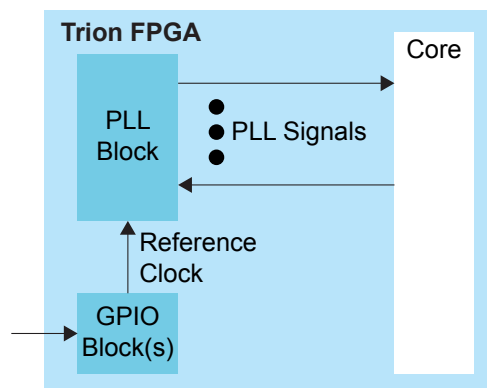 Trion FPGA
Core
PLL
Block
PLL Signals
Reference
Clock
GPIO
Block(s)